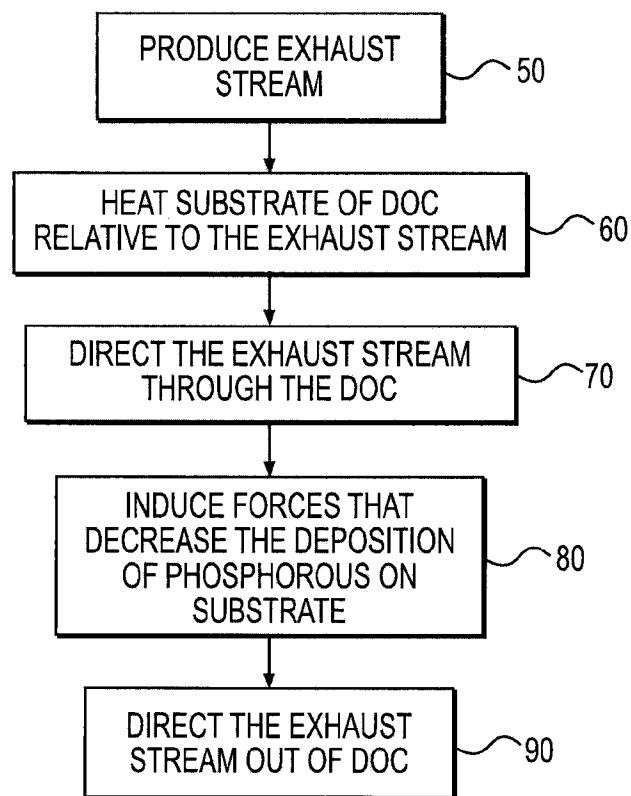 PRODUCE EXHAUST
STREAM
50
HEAT SUBSTRATE OF DOC
RELATIVE TO THE EXHAUST STREAM
60
DIRECT THE EXHAUST STREAM
THROUGH THE DOC
70
INDUCE FORCES THAT
DECREASE THE DEPOSITION
OF PHOSPHOROUS ON
SUBSTRATE
80
DIRECT THE EXHAUST
STREAM OUT OF DOC
90